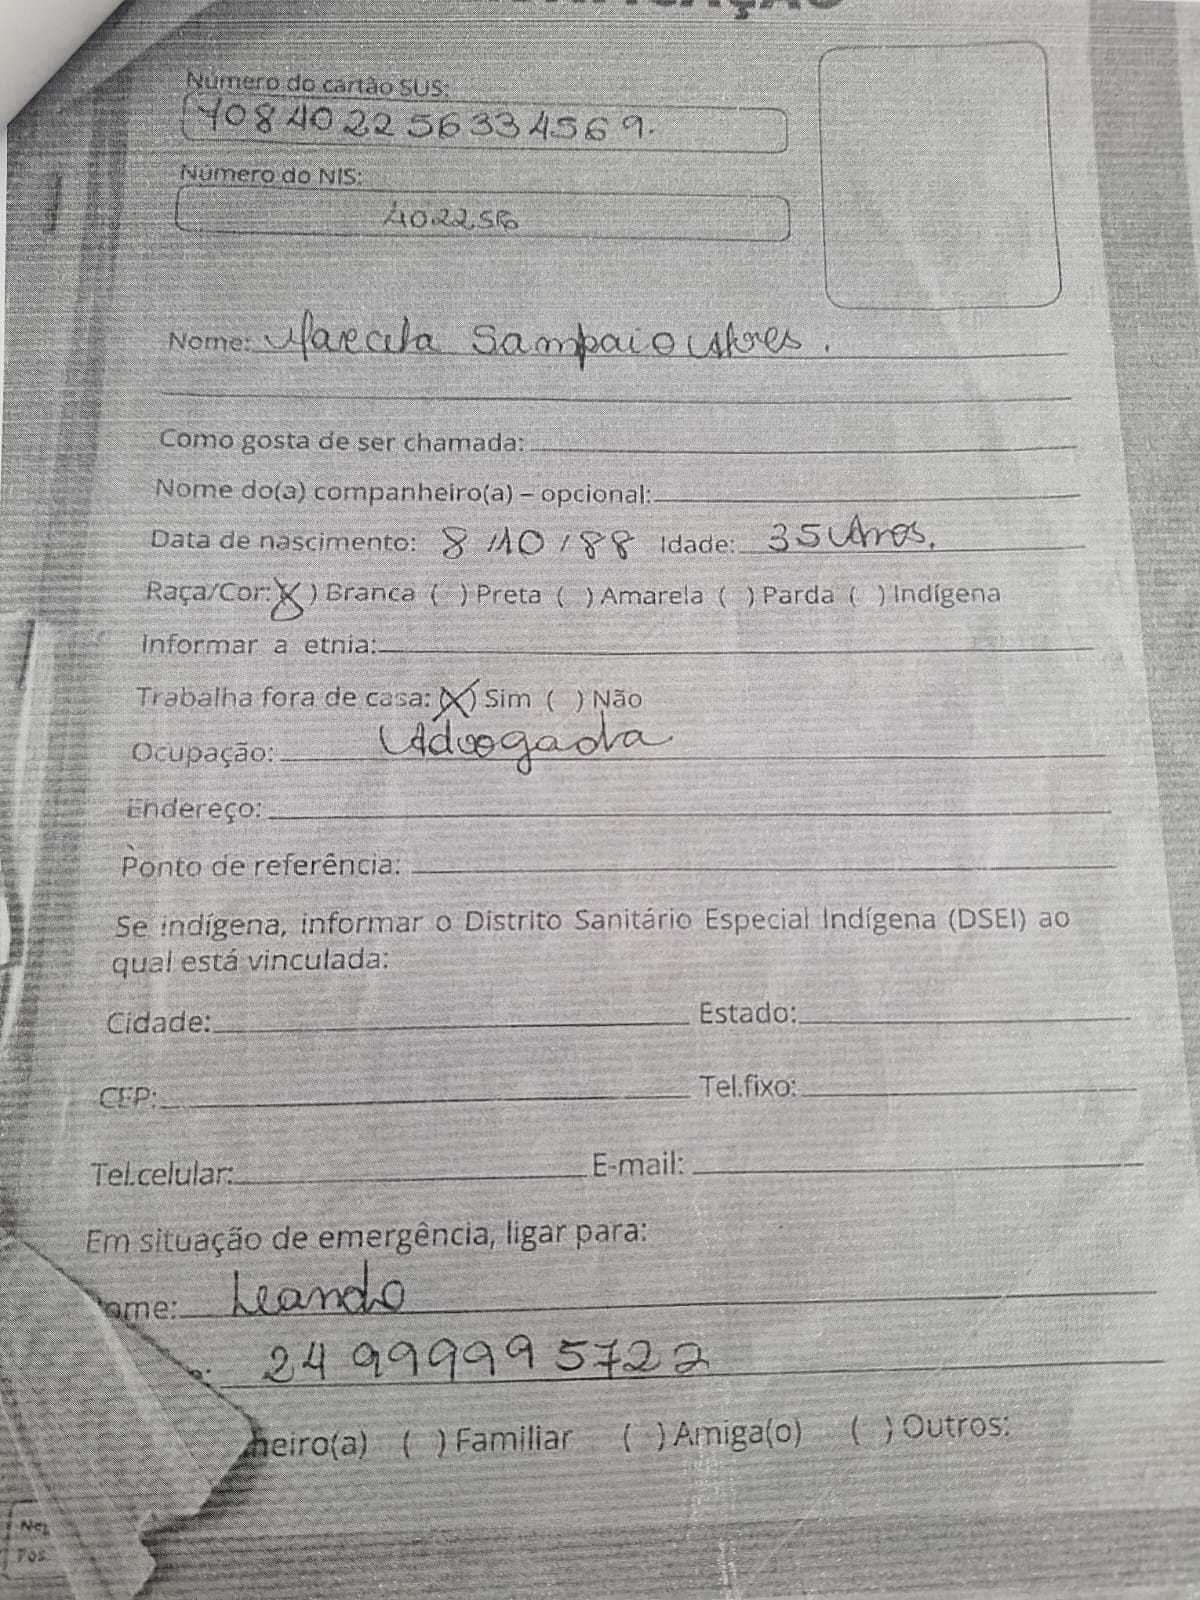 Número do cartão SUS:
708402256334569.
Número do NIS:
402256
Nome: Marcela Sampaio
Como gosta de ser chamada:
Nome do(a) companheiro(a) – opcional:
Data de nascimento: 8/10/88 Idade: 35 Anos.
Raça/Cor: (X) Branca ( ) Preta ( ) Amarela ( ) Parda ( ) Indígena
Informar a etnia:
Trabalha fora de casa: (X) Sim ( ) Não
Ocupação: Advogada
Endereço:
Ponto de referência:
Se indígena, informar o Distrito Sanitário Especial Indígena (DSEI) ao
qual está vinculada:
Cidade: Estado:
CEP: Tel.fixo:
Tel.celular: E-mail:
Em situação de emergência, ligar para:
ome: Leando
24 999995722
heiro(a) ( ) Familiar ( ) Amiga(o) ( ) Outros: